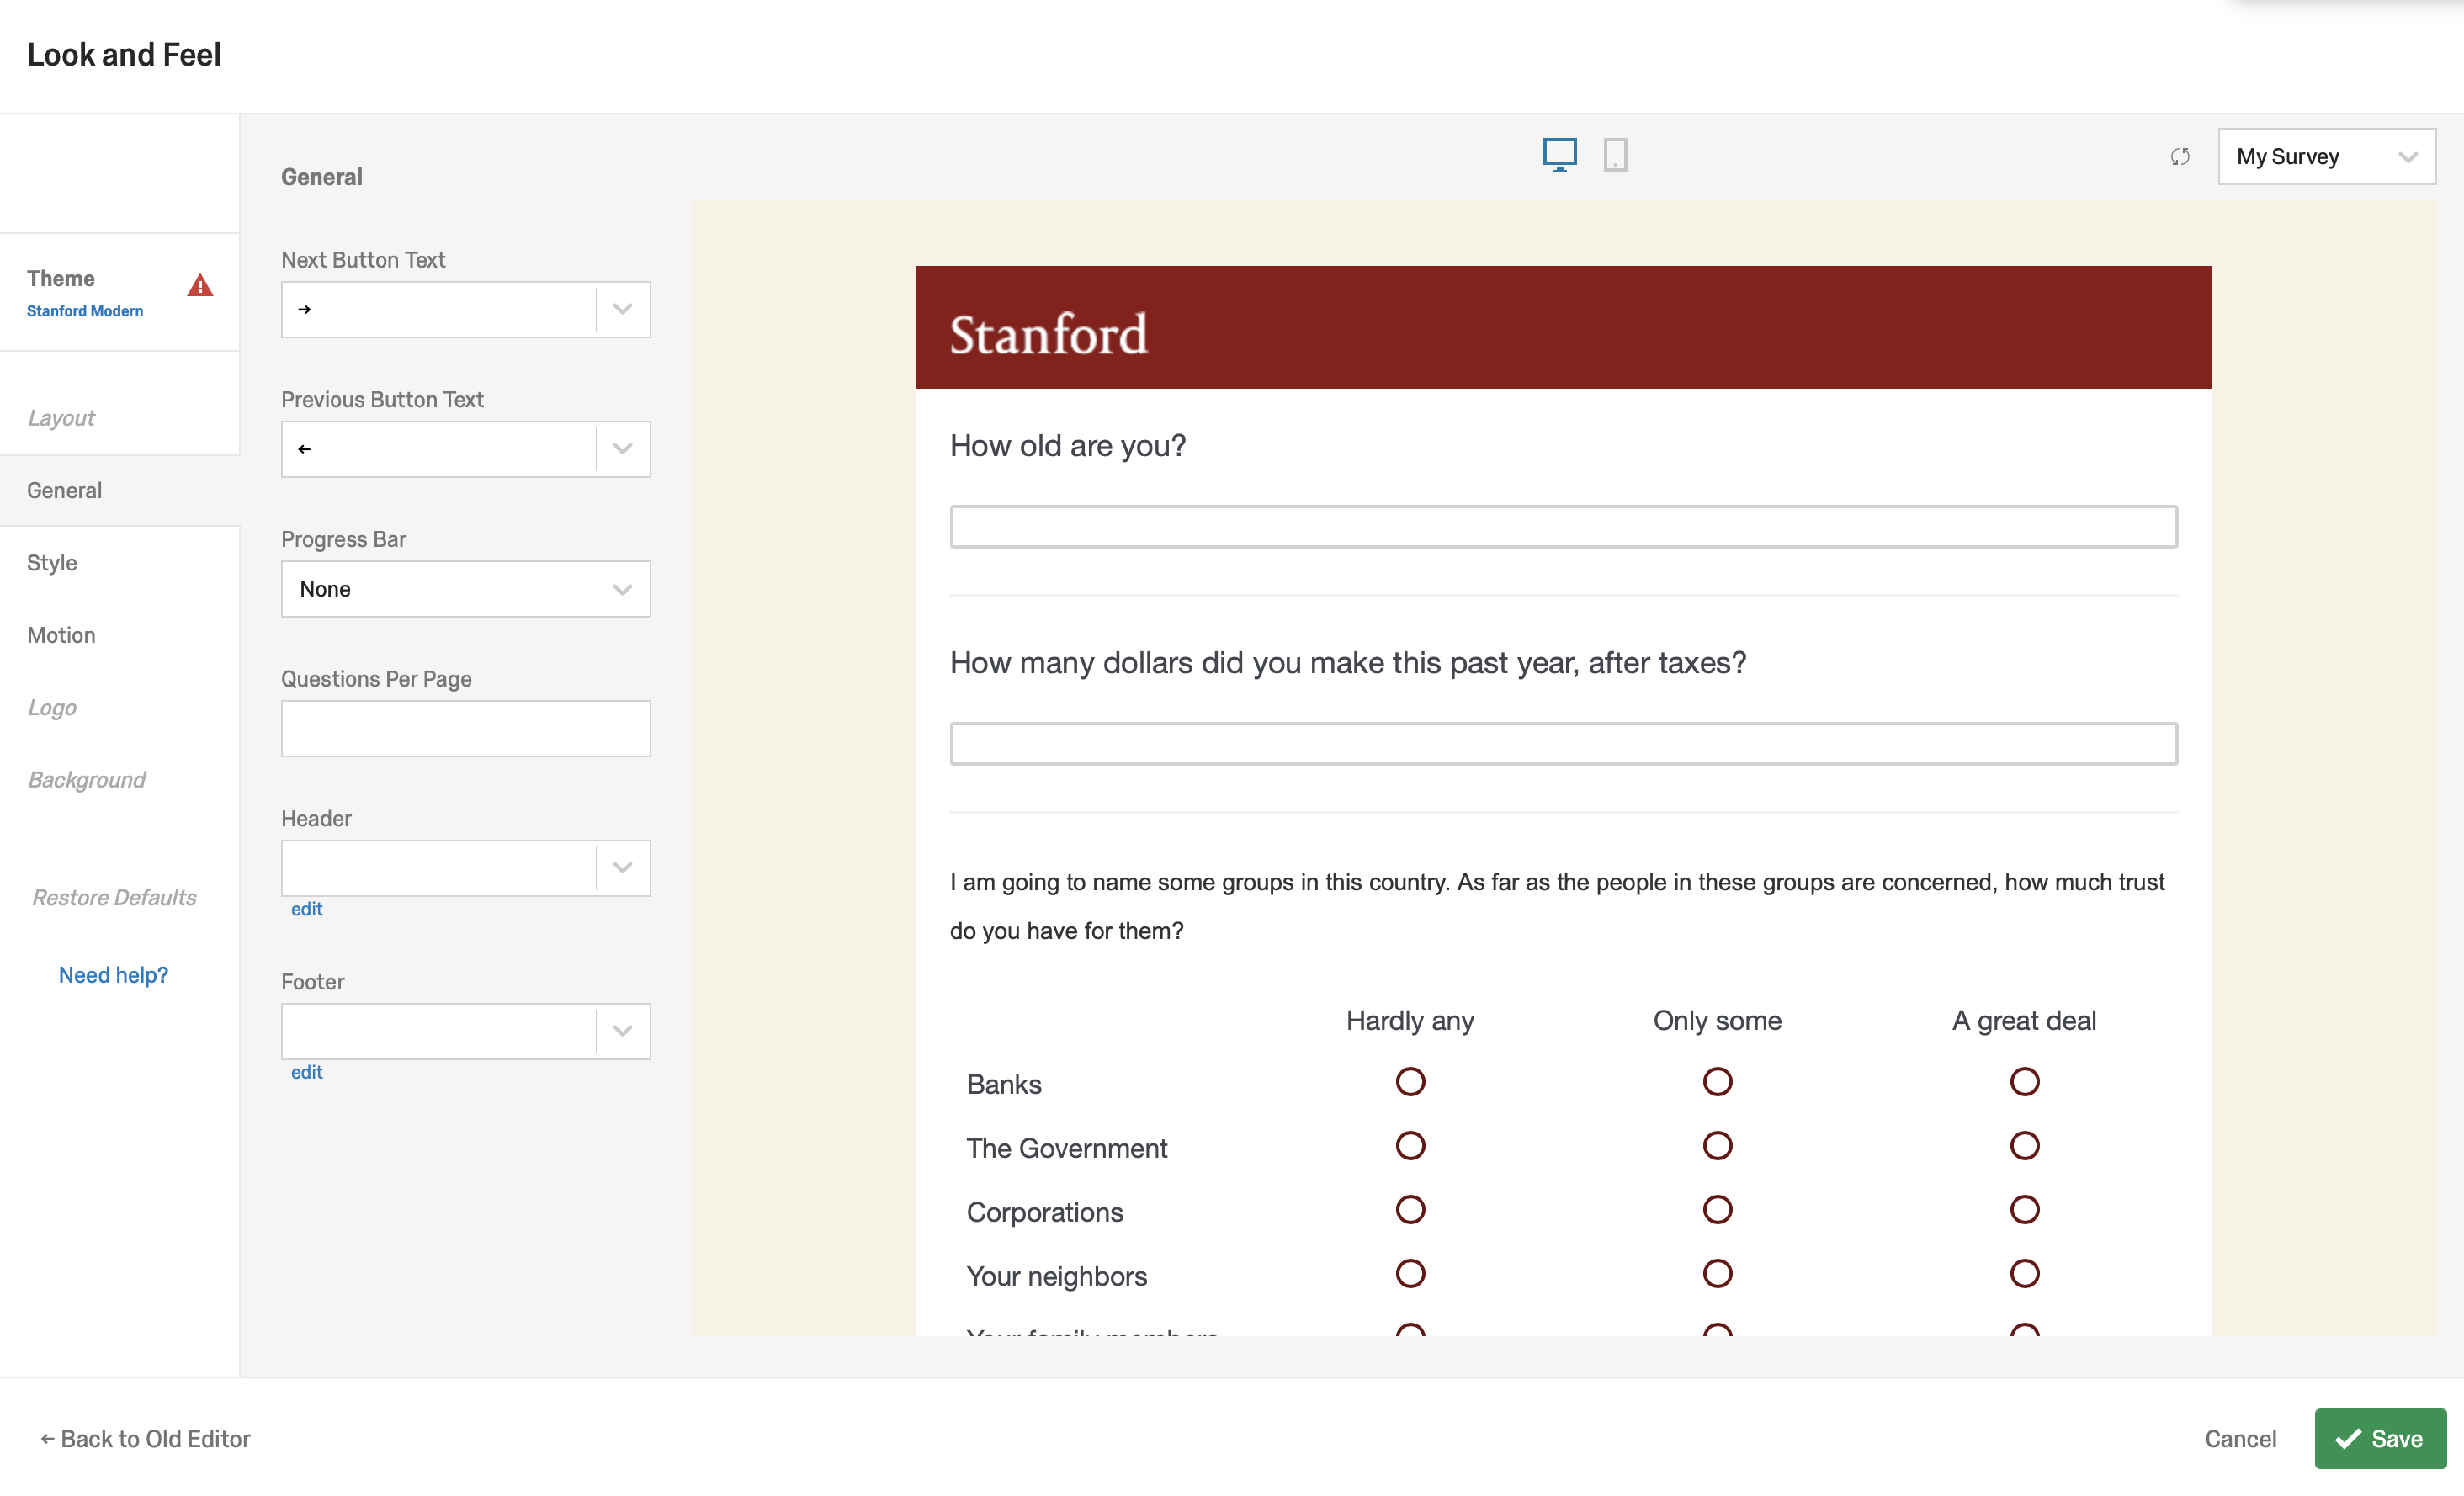 Look and Feel
My Survey
General
Theme
Stanford Modern
Layout
General
Style
Motion
Logo
Background
Restore Defaults
Need help?
Next Button Text
→
Previous Button Text
←
Progress Bar
None
Questions Per Page
Header
edit
Footer
edit
Stanford
How old are you?
How many dollars did you make this past year, after taxes?
I am going to name some groups in this country. As far as the people in these groups are concerned, how much trust
do you have for them?
Hardly any Only some A great deal
Banks
The Government
Corporations
Your neighbors
Your family members
← Back to Old Editor
Cancel
Save